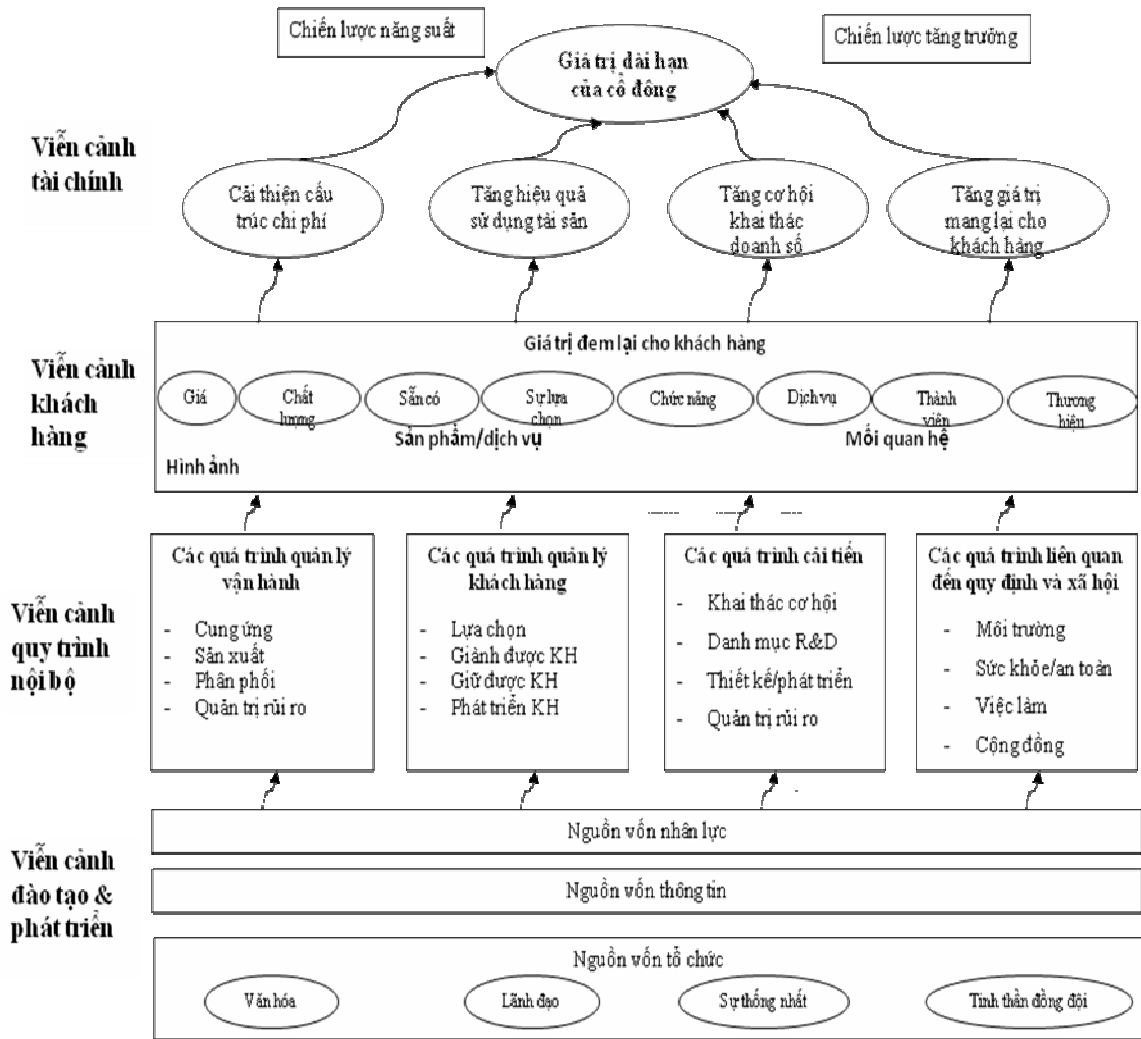 Chiến lược năng suất
Chiến lược tăng trưởng
Giá trị dài hạn
của cổ đông
Viễn cảnh
tài chính
Cải thiện cấu
trúc chi phí
Tăng hiệu quả
sử dụng tài sản
Tăng cơ hội
khai thác
doanh số
Tăng giá trị
mang lại cho
khách hàng
Viễn cảnh
khách
hàng
Giá trị đem lại cho khách hàng
Giá
Chất
lượng
Sẵn có
Sự lựa
chọn
Chức năng
Dịch vụ
Thành
viên
Thương
hiện
Sản phẩm/dịch vụ
Mối quan hệ
Hình ảnh
Viễn cảnh
quy trình
nội bộ
Các quá trình quản lý
vận hành
- Cung ứng
- Sản xuất
- Phân phối
- Quản trị rủi ro
Các quá trình quản lý
khách hàng
- Lựa chọn
- Giành được KH
- Giữ được KH
- Phát triển KH
Các quá trình cải tiến
- Khai thác cơ hội
- Danh mục R&D
- Thiết kế/phát triển
- Quản trị rủi ro
Các quá trình liên quan
đến quy định và xã hội
- Môi trường
- Sức khỏe/an toàn
- Việc làm
- Cộng đồng
Viễn cảnh
đào tạo &
phát triển
Nguồn vốn nhân lực
Nguồn vốn thông tin
Nguồn vốn tổ chức
Văn hóa
Lãnh đạo
Sự thống nhất
Tinh thần đồng đội